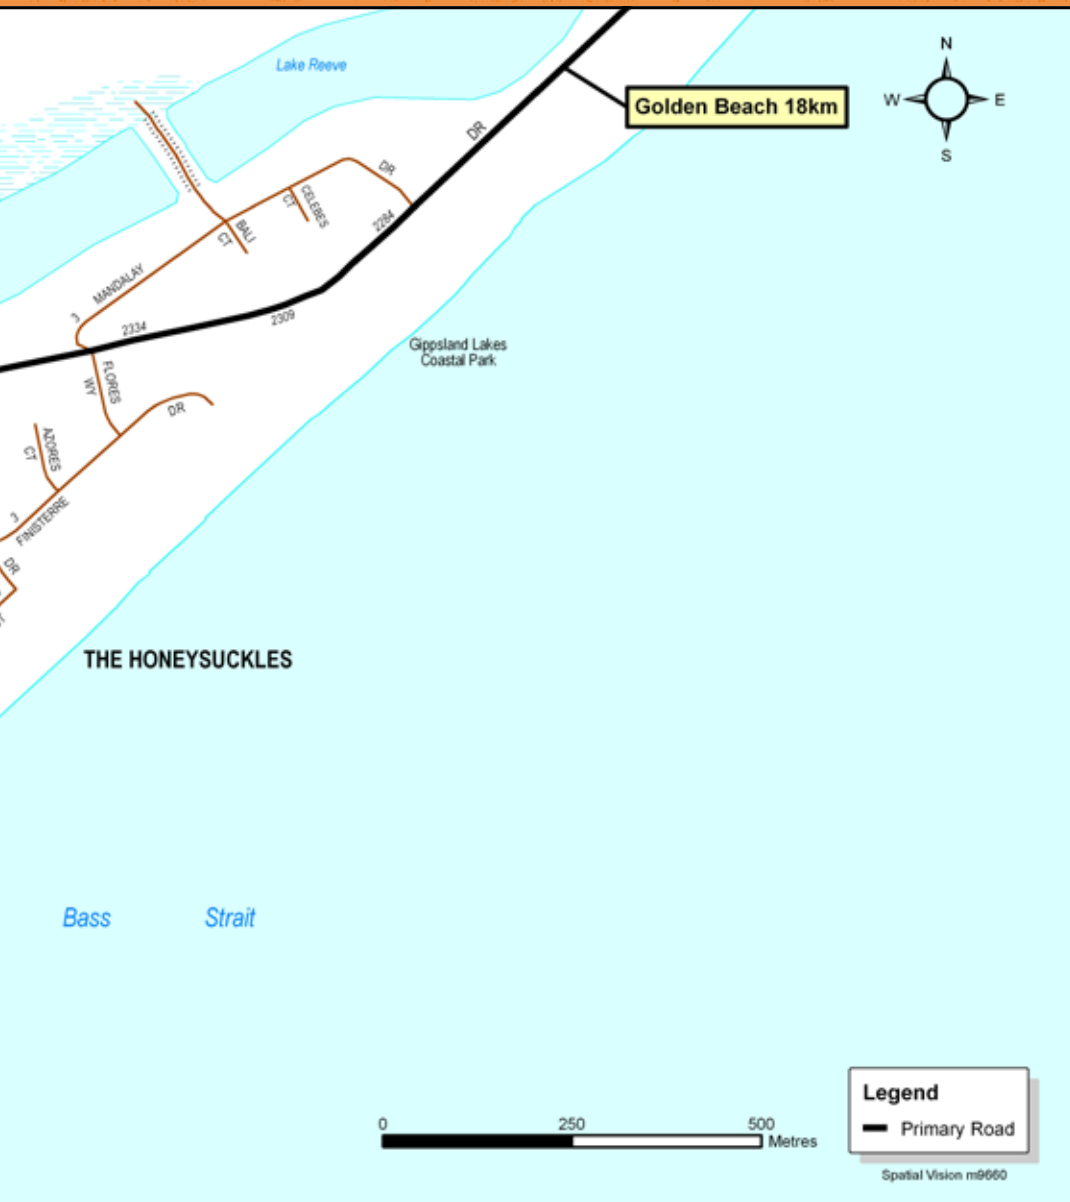 N
Lake Reeve
W
E
Golden Beach 18km
DR
S
DR
CELEBES
CT
2284
BALI
CT
MANDALAY
3
2334
2309
Gippsland Lakes
Coastal Park
FLORES
WY
DR
AZORES
CT
3
FINISTERRE
DR
THE HONEYSUCKLES
Bass Strait
Legend
Primary Road
0 250 500
Metres
Spatial Vision m9660